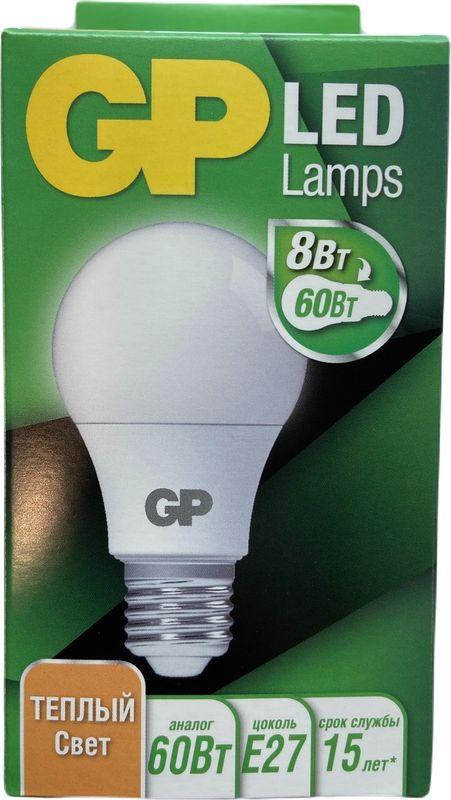 GP
LED
Lamps
8Вт
60Вт
GP
ТЕПЛЫЙ
Свет
аналог
60Вт
цоколь
E27
срок службы
15 лет*